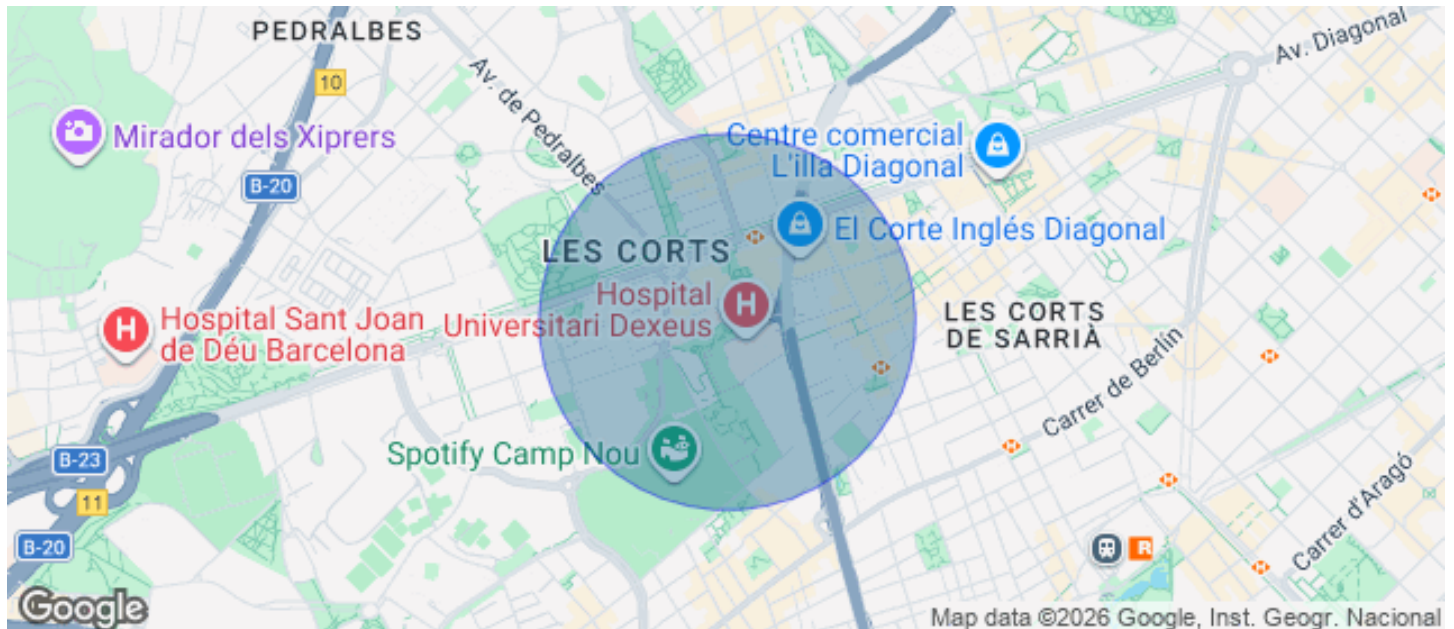 PEDRALBES
10
Av. de Pedralbes
Av. Diagonal
Mirador dels Xiprers
Centre comercial
L'illa Diagonal
B-20
El Corte Inglés Diagonal
LES CORTS
Hospital
Universitari Dexeus
H
Hospital Sant Joan
de Déu Barcelona
H
LES CORTS
DE SARRIÀ
Carrer de Berlín
Spotify Camp Nou
B-23
11
Carrer d'Aragó
B-20
R
Google
Map data ©2026 Google, Inst. Geogr. Nacional